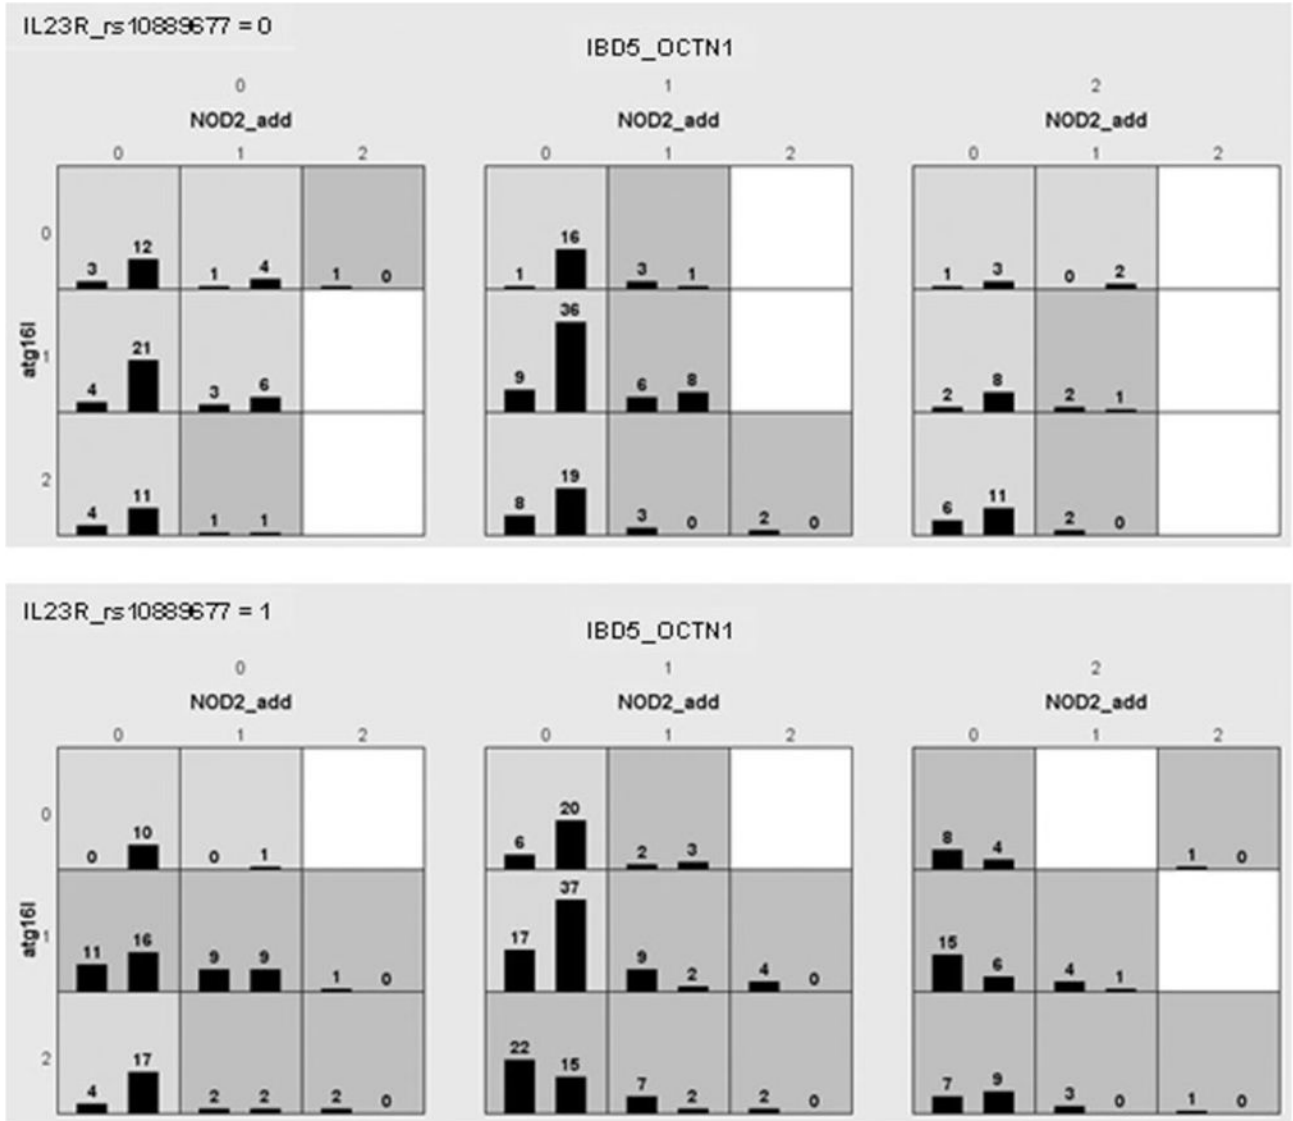 IL23R_rs10889677 = 0
IBD5_OCTN1
0 1 2
NOD2_add NOD2_add NOD2_add
0 1 2 0 1 2 0 1 2
atg16l
0
3 12 1 4 1 0 1 16 3 1 1 3 0 2
1
4 21 3 6 9 36 6 8 2 8 2 1
2
4 11 1 1 8 19 3 0 2 0 6 11 2 0
IL23R_rs10889677 = 1
IBD5_OCTN1
0 1 2
NOD2_add NOD2_add NOD2_add
0 1 2 0 1 2 0 1 2
atg16l
0
0 10 0 1 6 20 2 3 8 4 1 0
1
11 16 9 9 1 0 17 37 9 2 4 0 15 6 4 1
2
4 17 2 2 2 0 22 15 7 2 2 0 7 9 3 0 1 0